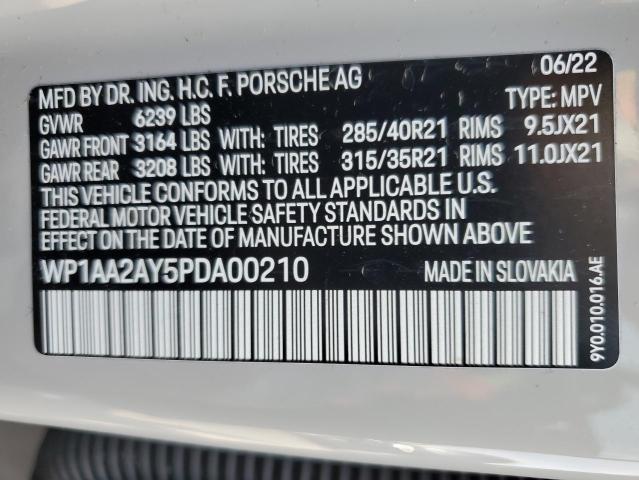 MFD BY DR. ING. H.C. F. PORSCHE AG 06/22
GVWR 6239 LBS TYPE: MPV
GAWR FRONT 3164 LBS WITH: TIRES 285/40R21 RIMS 9.5JX21
GAWR REAR 3208 LBS WITH: TIRES 315/35R21 RIMS 11.0JX21
THIS VEHICLE CONFORMS TO ALL APPLICABLE U.S.
FEDERAL MOTOR VEHICLE SAFETY STANDARDS IN
EFFECT ON THE DATE OF MANUFACTURE SHOWN ABOVE
WP1AA2AY5PDA00210 MADE IN SLOVAKIA
9Y0.010.016.AE